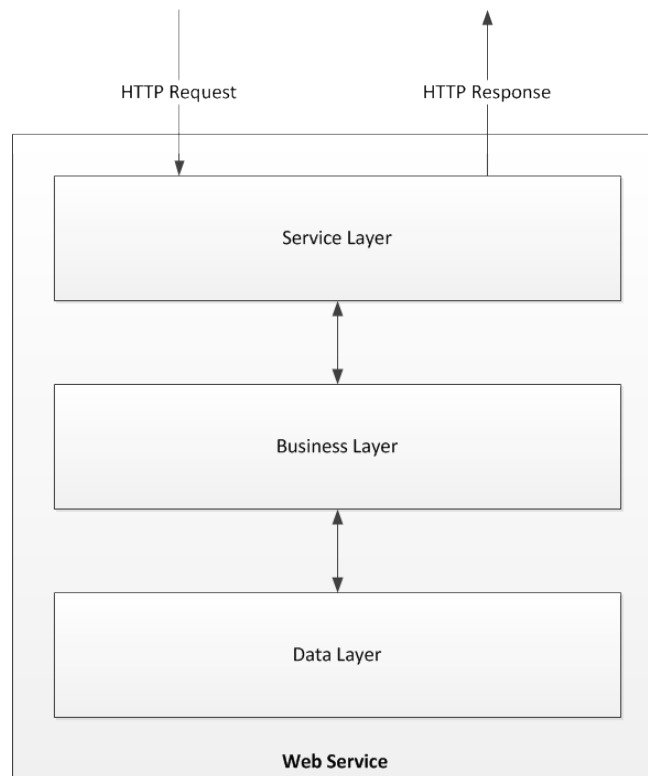 HTTP Request
HTTP Response
Service Layer
Business Layer
Data Layer
Web Service